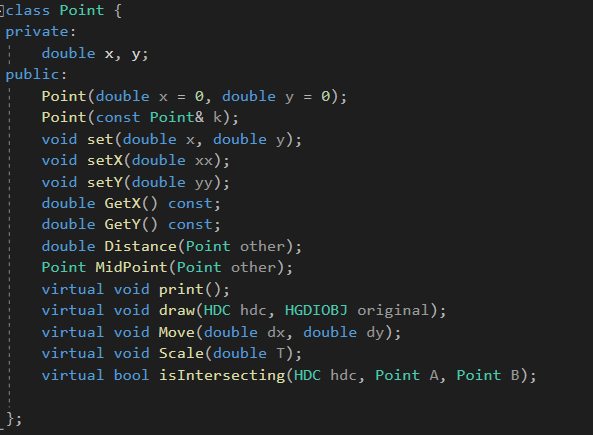 class Point {
private:
    double x, y;
public:
    Point(double x = 0, double y = 0);
    Point(const Point& k);
    void set(double x, double y);
    void setX(double xx);
    void setY(double yy);
    double GetX() const;
    double GetY() const;
    double Distance(Point other);
    Point MidPoint(Point other);
    virtual void print();
    virtual void draw(HDC hdc, HGDIOBJ original);
    virtual void Move(double dx, double dy);
    virtual void Scale(double T);
    virtual bool isIntersecting(HDC hdc, Point A, Point B);
};